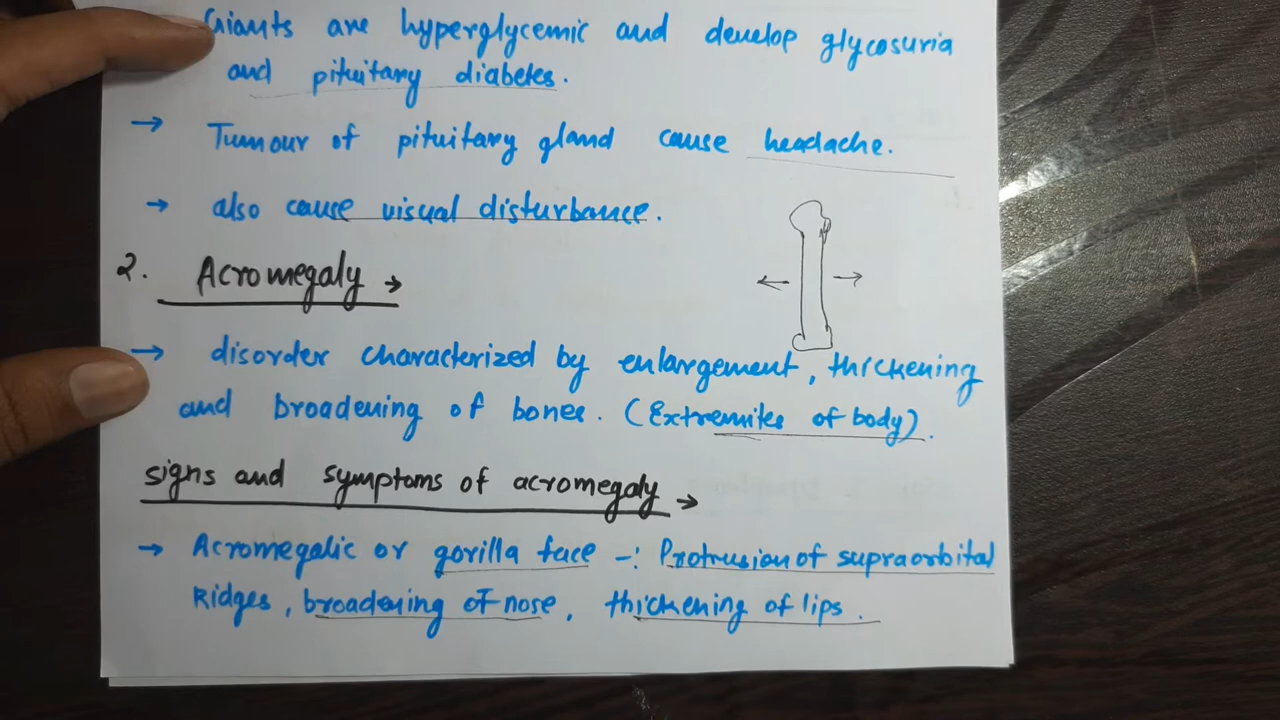 Giants are hyperglycemic and develop glycosuria
and pituitary diabetes.
→ Tumour of pituitary gland cause headache.
→ also cause visual disturbance.
2. Acromegaly →
→ disorder characterized by enlargement, thickening
and broadening of bones. (Extremites of body).
signs and symptoms of acromegaly →
→ Acromegalic or gorilla face -: Protrusion of supraorbital
Ridges, broadening of nose, thickening of lips.